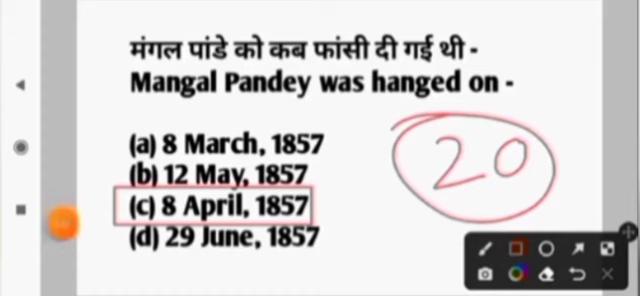 मंगल पांडे को कब फांसी दी गई थी -
Mangal Pandey was hanged on -
(a) 8 March, 1857
(b) 12 May, 1857
(c) 8 April, 1857
(d) 29 June, 1857
20